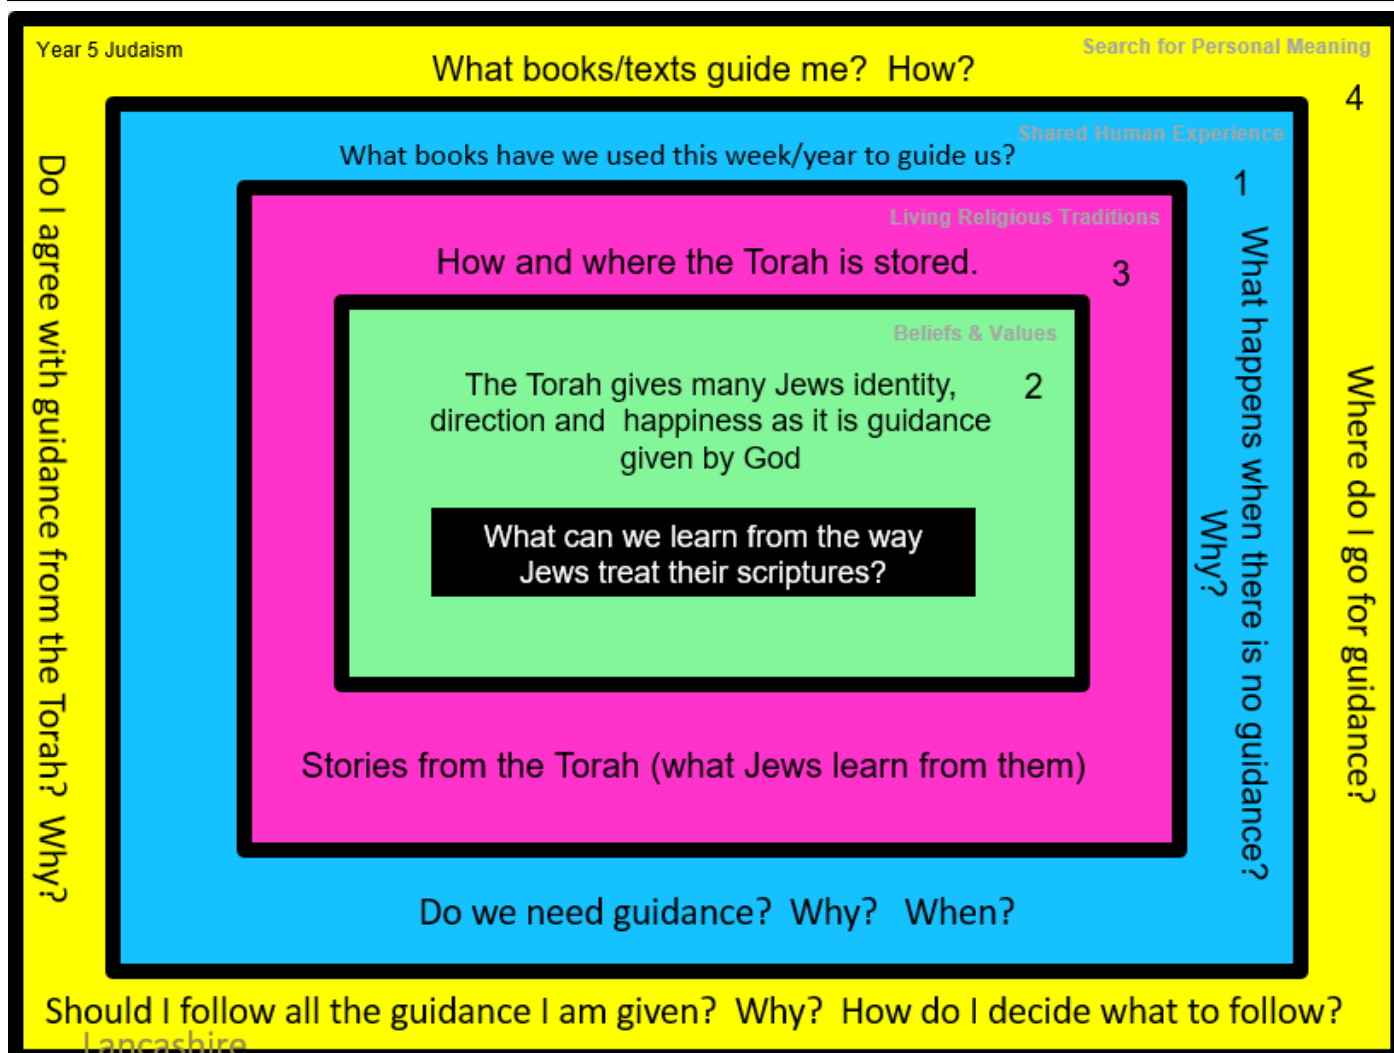 Year 5 Judaism
Search for Personal Meaning
What books/texts guide me?  How?
4
Shared Human Experience
What books have we used this week/year to guide us?
1
Living Religious Traditions
How and where the Torah is stored.
3
Beliefs & Values
The Torah gives many Jews identity,
2
direction and  happiness as it is guidance
given by God
What can we learn from the way
Jews treat their scriptures?
Stories from the Torah (what Jews learn from them)
What happens when there is no guidance?
Why?
Do we need guidance?  Why?   When?
Do I agree with guidance from the Torah?  Why?
Where do I go for guidance?
Should I follow all the guidance I am given?  Why?  How do I decide what to follow?
Lancashire